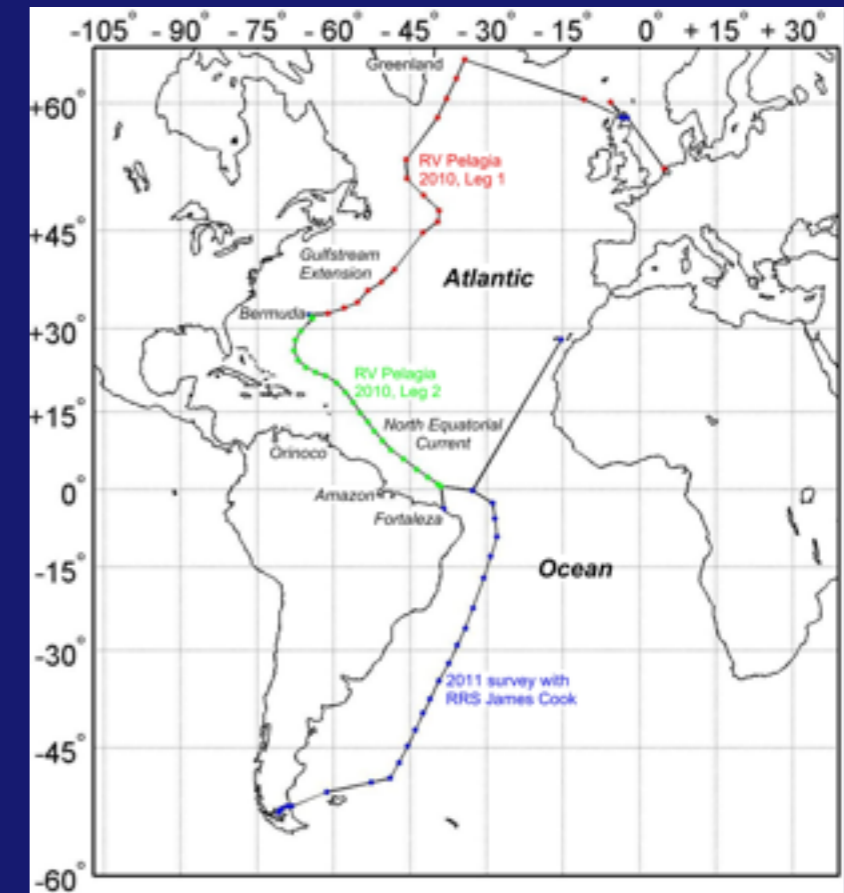 -105° -90° -75° -60° -45° -30° -15° 0° +15° +30°
Greenland
+60°
RV Pelagia
2010, Leg 1
+45°
Gulfstream
Extension
Atlantic
Bermuda
+30°
RV Pelagia
2010, Leg 2
+15°
North Equatorial
Current
Orinoco
0°
Amazon
Fortaleza
-15°
Ocean
-30°
2011 survey with
RRS James Cook
-45°
-60°